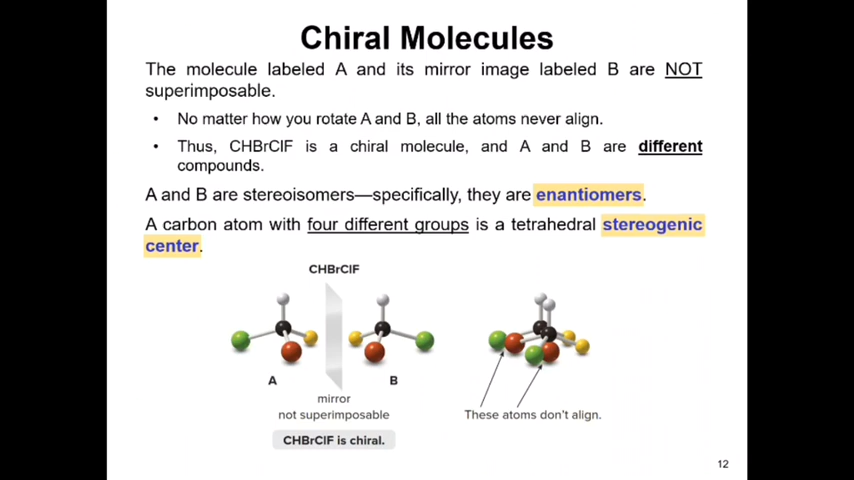 Chiral Molecules
The molecule labeled A and its mirror image labeled B are NOT
superimposable.
• No matter how you rotate A and B, all the atoms never align.
• Thus, CHBrClF is a chiral molecule, and A and B are different
compounds.
A and B are stereoisomers—specifically, they are enantiomers.
A carbon atom with four different groups is a tetrahedral stereogenic
center.
CHBrClF
A
B
mirror
not superimposable
These atoms don't align.
CHBrClF is chiral.
12